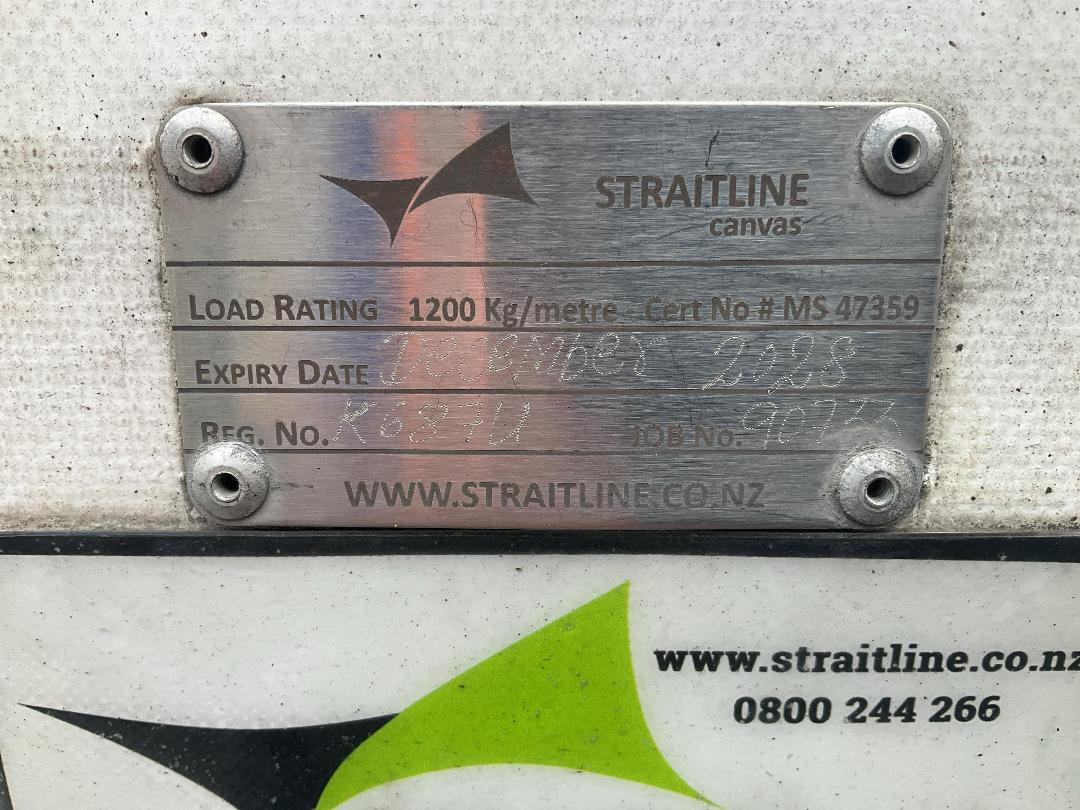 STRAITLINE
canvas
LOAD RATING 1200 Kg/metre - Cert No # MS 47359
EXPIRY DATE December 2028
REG. NO. K687U JOB NO. 90733
WWW.STRAITLINE.CO.NZ
www.straitline.co.nz
0800 244 266